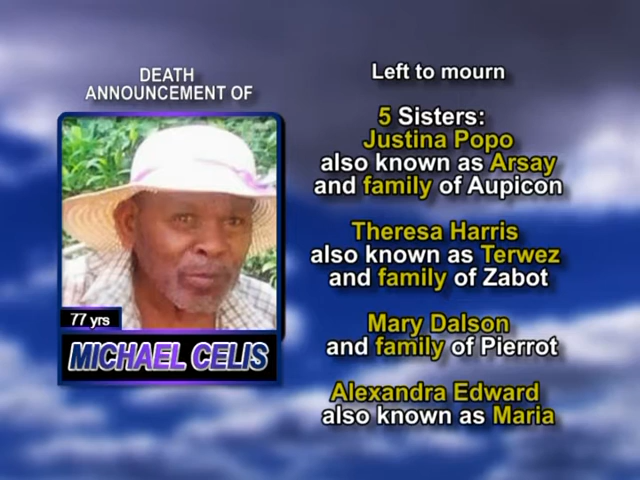 DEATH
ANNOUNCEMENT OF
77 yrs
MICHAEL CELIS
Left to mourn
5 Sisters:
Justina Popo
also known as Arsay
and family of Aupicon
Theresa Harris
also known as Terwez
and family of Zabot
Mary Dalson
and family of Pierrot
Alexandra Edward
also known as Maria